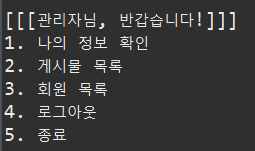 [[[관리자님, 반갑습니다!]]]
1. 나의 정보 확인
2. 게시물 목록
3. 회원 목록
4. 로그아웃
5. 종료